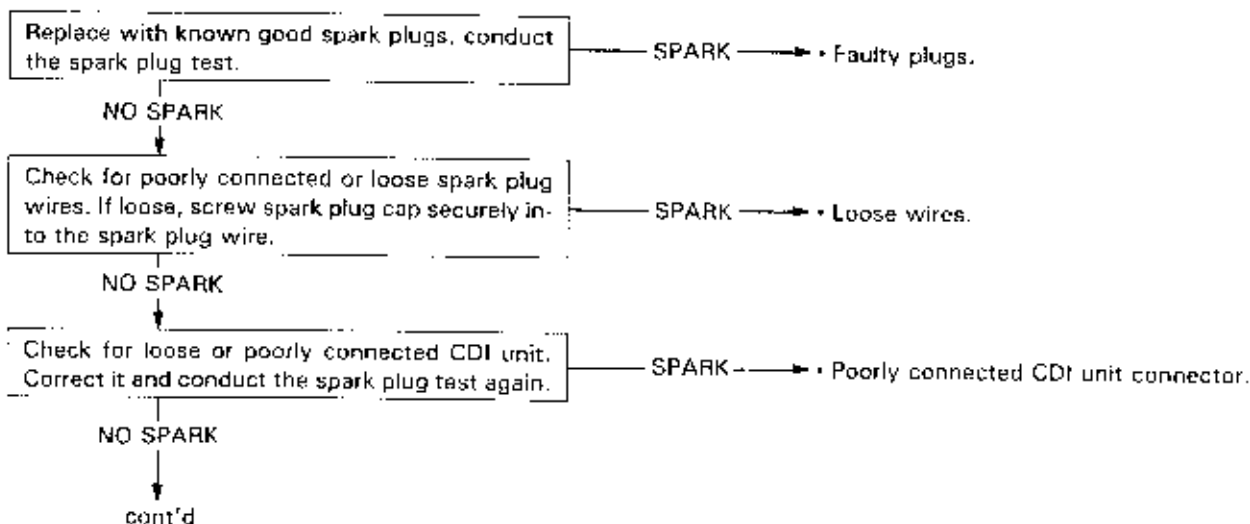 Replace with known good spark plugs, conduct
the spark plug test.
SPARK
• Faulty plugs.
NO SPARK
Check for poorly connected or loose spark plug
wires. If loose, screw spark plug cap securely in-
to the spark plug wire.
SPARK
• Loose wires.
NO SPARK
Check for loose or poorly connected CDI unit.
Correct it and conduct the spark plug test again.
SPARK
• Poorly connected CDI unit connector.
NO SPARK
cont'd